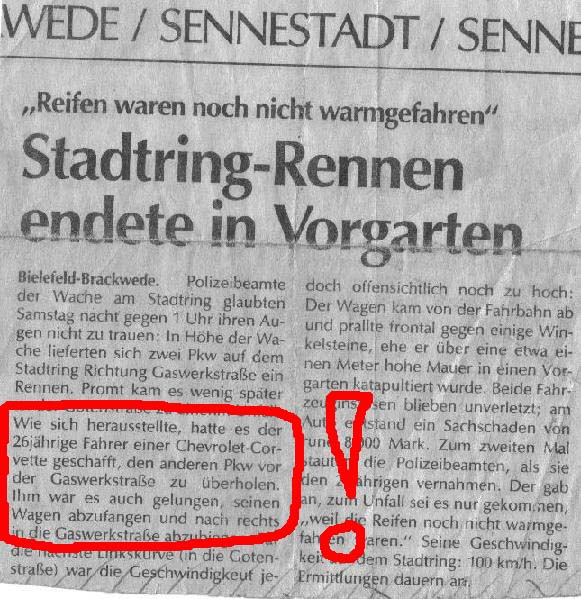 WEDE / SENNESTADT / SENNE
„Reifen waren noch nicht warmgefahren“
Stadtring-Rennen
endete in Vorgarten
Bielefeld-Brackwede. Polizeibeamte
der Wache am Stadtring glaubten
Samstag nacht gegen 1 Uhr ihren Au-
gen nicht zu trauen: In Höhe der Wa-
che lieferten sich zwei Pkw auf dem
Stadtring Richtung Gaswerkstraße ein
Rennen. Promt kam es wenig später
Wie sich herausstellte, hatte es der
26jährige Fahrer einer Chevrolet-Cor-
vette geschafft, den anderen Pkw vor
der Gaswerkstraße zu überholen.
Ihm war es auch gelungen, seinen
Wagen abzufangen und nach rechts
in die Gaswerkstraße abzubiegen
die nächste Linkskurve (in die Goten-
straße) war die Geschwindigkeut je-
doch offensichtlich noch zu hoch:
Der Wagen kam von der Fahrbahn ab
und prallte frontal gegen einige Win-
kelsteine, ehe er über eine etwa ei-
nen Meter hohe Mauer in einen Vor-
garten katapultiert wurde. Beide Fahr-
blieben unverletzt; am
entstand ein Sachschaden von
8000 Mark. Zum zweiten Mal
die Polizeibeamten, als sie
den jährigen vernahmen. Der gab
an, zum Unfall sei es nur gekommen,
„weil die Reifen noch nicht warmge-
fahren waren.“ Seine Geschwindig-
keit dem Stadtring: 100 km/h. Die
Ermittlungen dauern an.
!